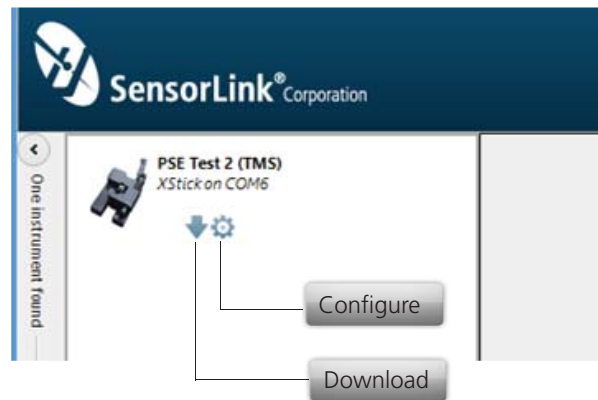 SensorLink® Corporation
PSE Test 2 (TMS)
XStick on COM6
One instrument found
Configure
Download